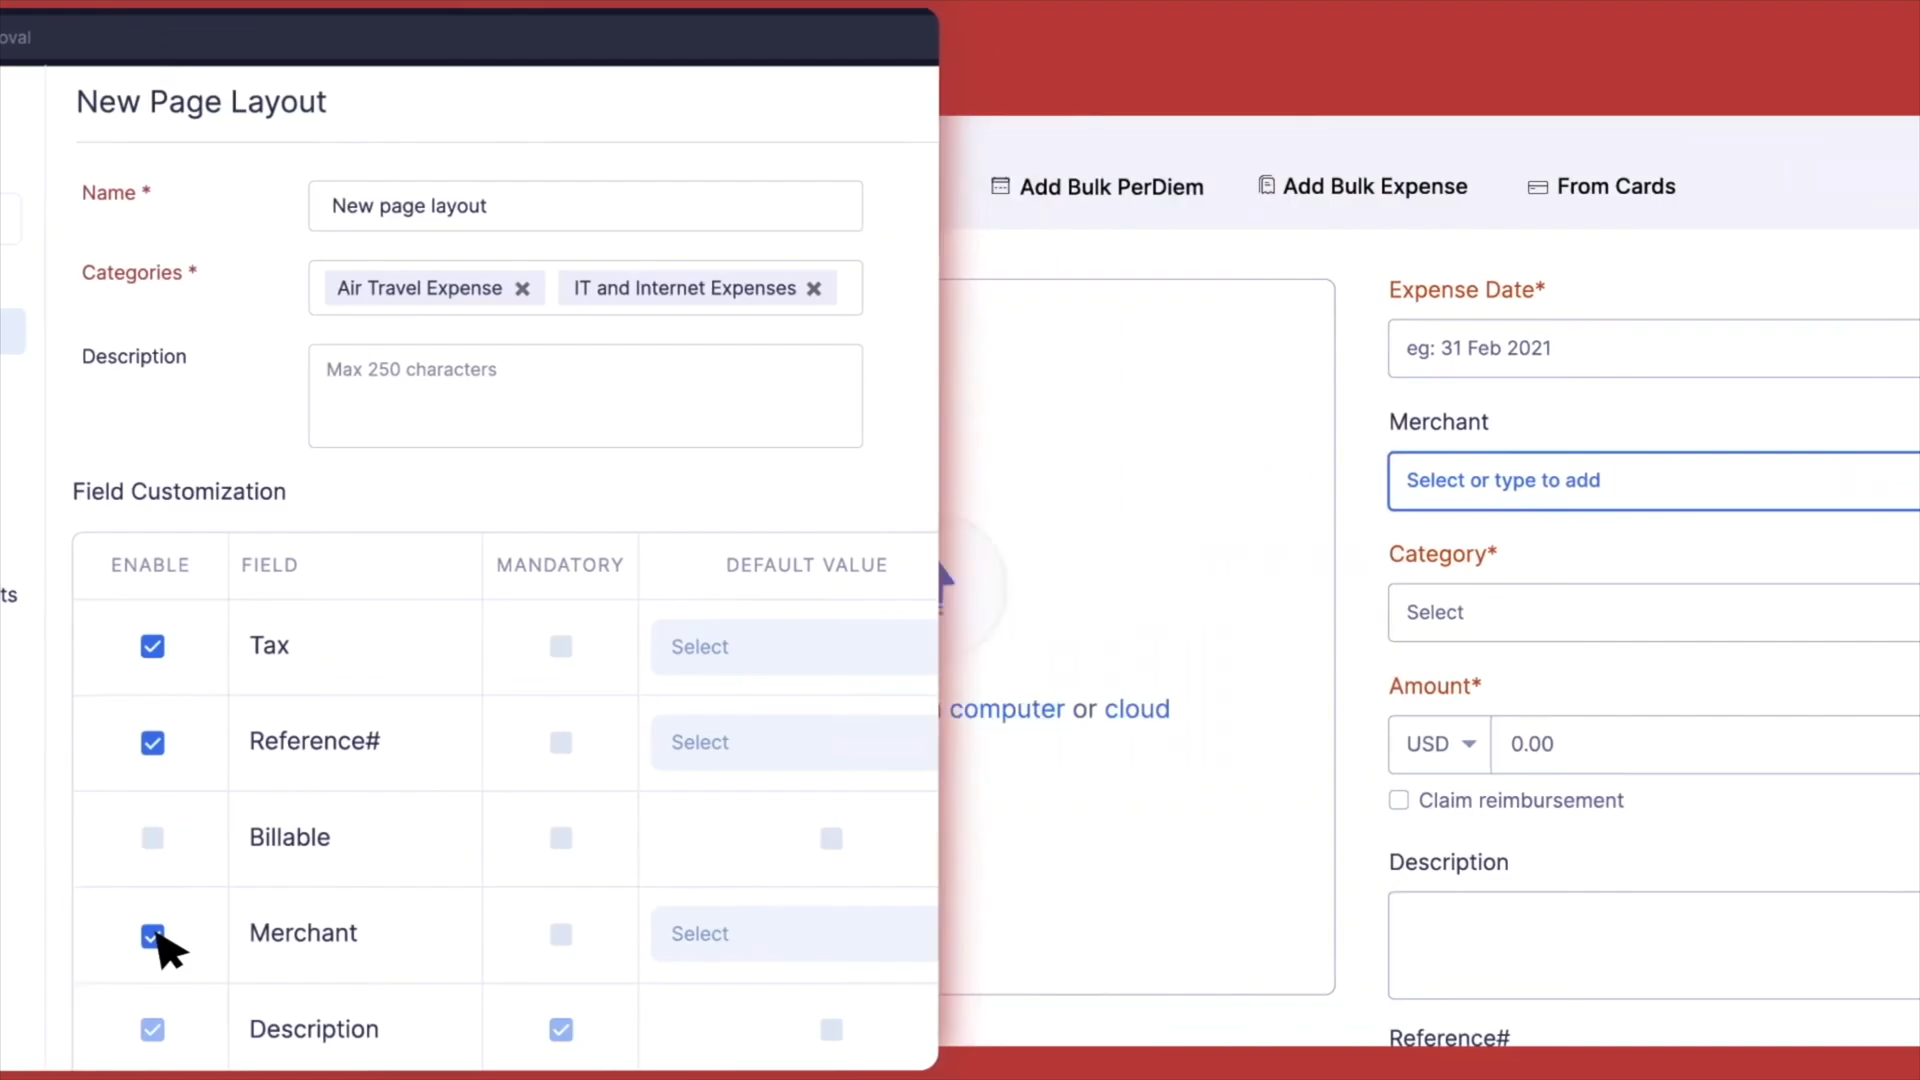 oval
New Page Layout
Name *
New page layout
Categories *
Air Travel Expense
IT and Internet Expenses
Description
Max 250 characters
Field Customization
ENABLE
FIELD
MANDATORY
DEFAULT VALUE
Tax
Select
Reference#
Select
Billable
Merchant
Select
Description
ts
Add Bulk PerDiem
Add Bulk Expense
From Cards
computer or cloud
Expense Date*
eg: 31 Feb 2021
Merchant
Select or type to add
Category*
Select
Amount*
USD
0.00
Claim reimbursement
Description
Reference#